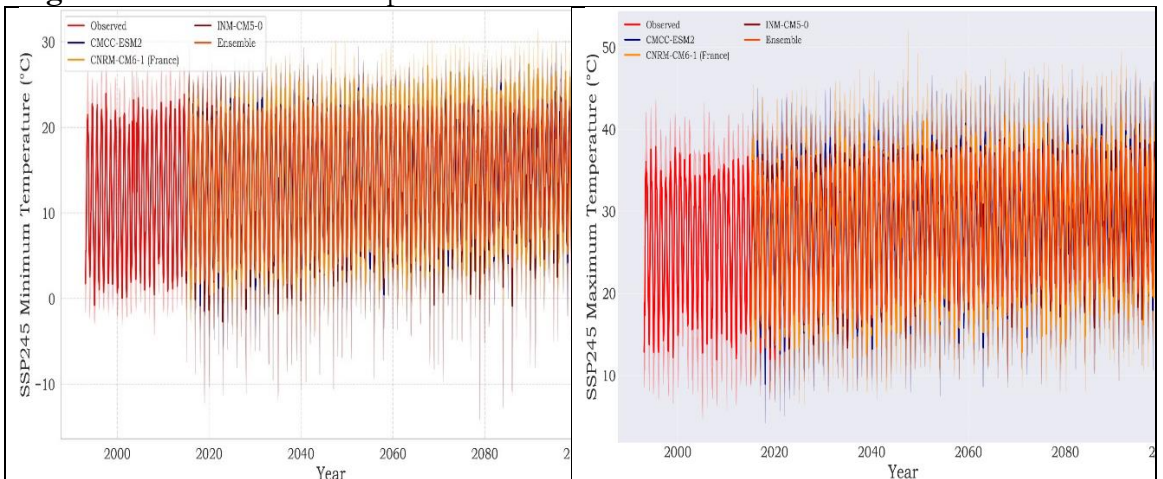 Observed
CMCC-ESM2
CNRM-CM6-1 (France)
INM-CM5-0
Ensemble
SSP245 Minimum Temperature (°C)
30
20
10
0
−10
2000
2020
2040
2060
2080
2
Year
Observed
CMCC-ESM2
CNRM-CM6-1 (France)
INM-CM5-0
Ensemble
SSP245 Maximum Temperature (°C)
50
40
30
20
10
2000
2020
2040
2060
2080
2
Year